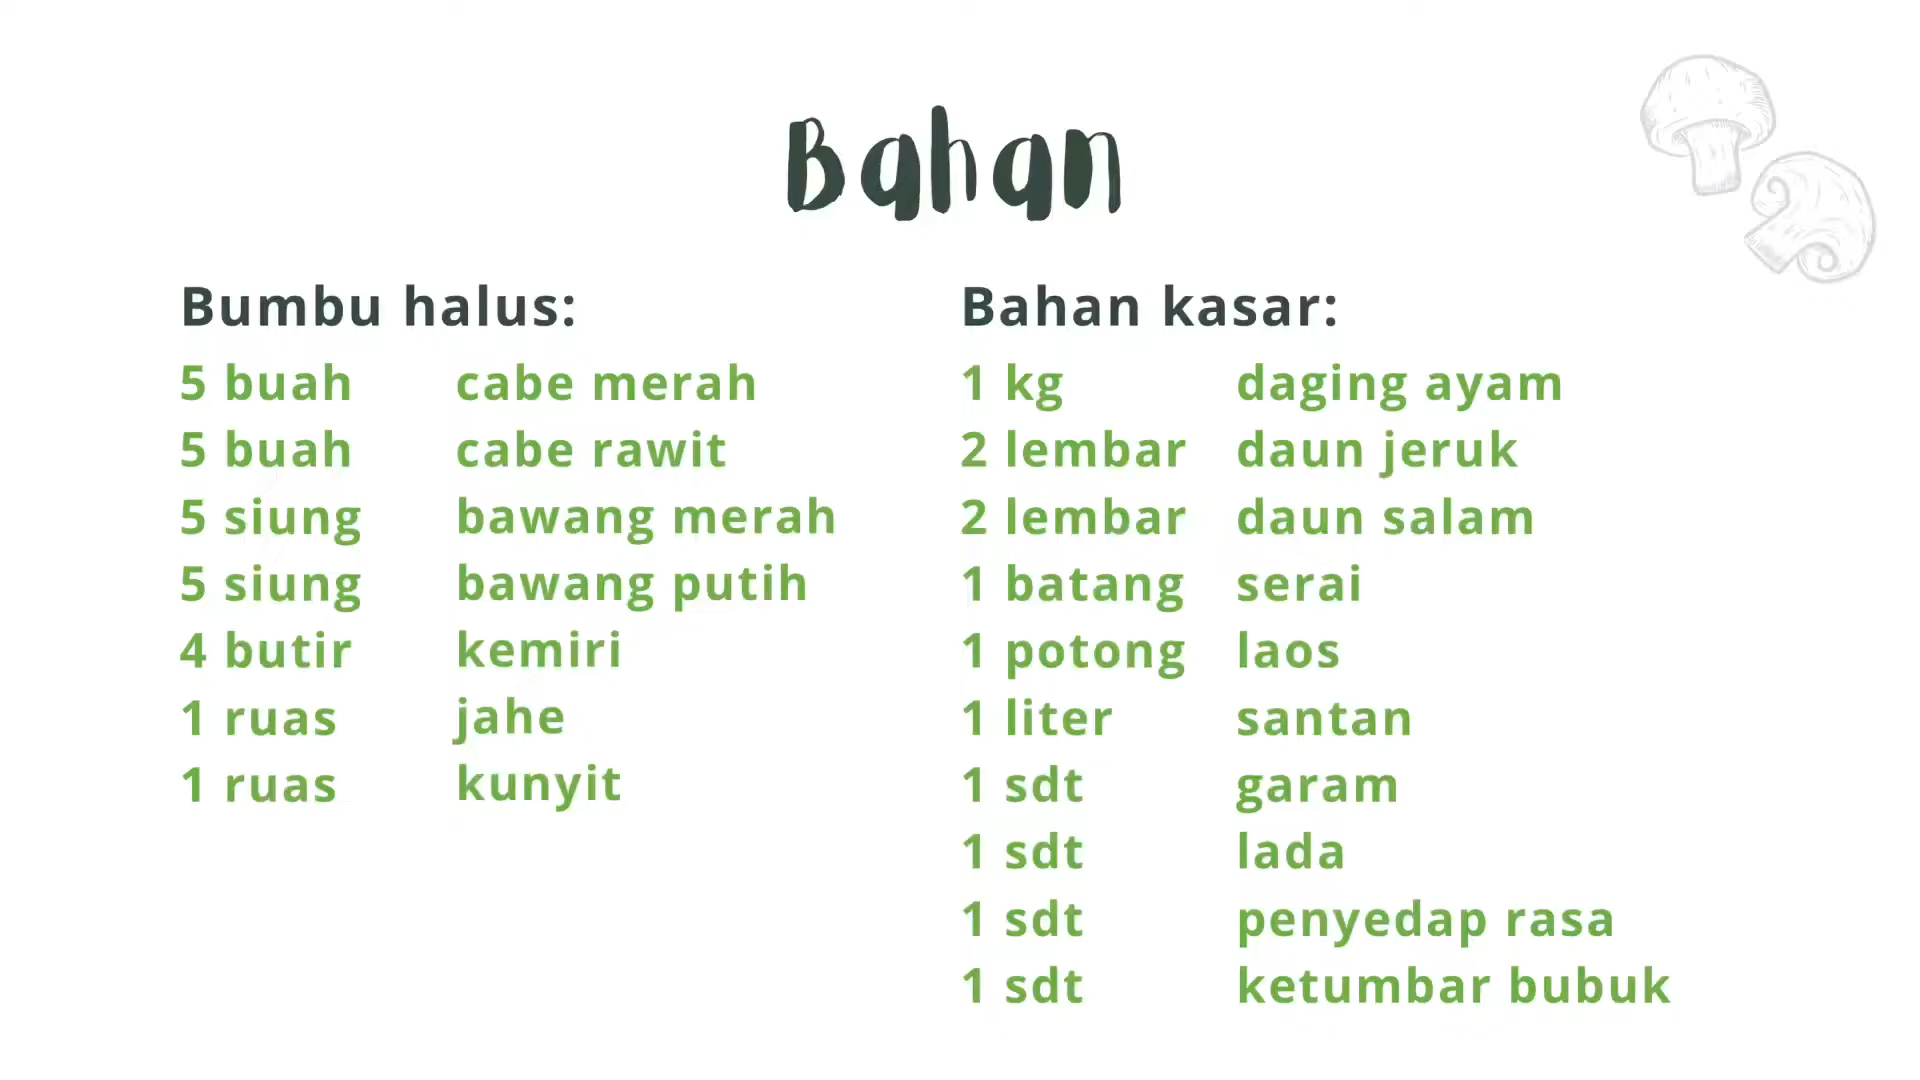 Bahan
Bumbu halus:
5 buah cabe merah
5 buah cabe rawit
5 siung bawang merah
5 siung bawang putih
4 butir kemiri
1 ruas jahe
1 ruas kunyit
Bahan kasar:
1 kg daging ayam
2 lembar daun jeruk
2 lembar daun salam
1 batang serai
1 potong laos
1 liter santan
1 sdt garam
1 sdt lada
1 sdt penyedap rasa
1 sdt ketumbar bubuk